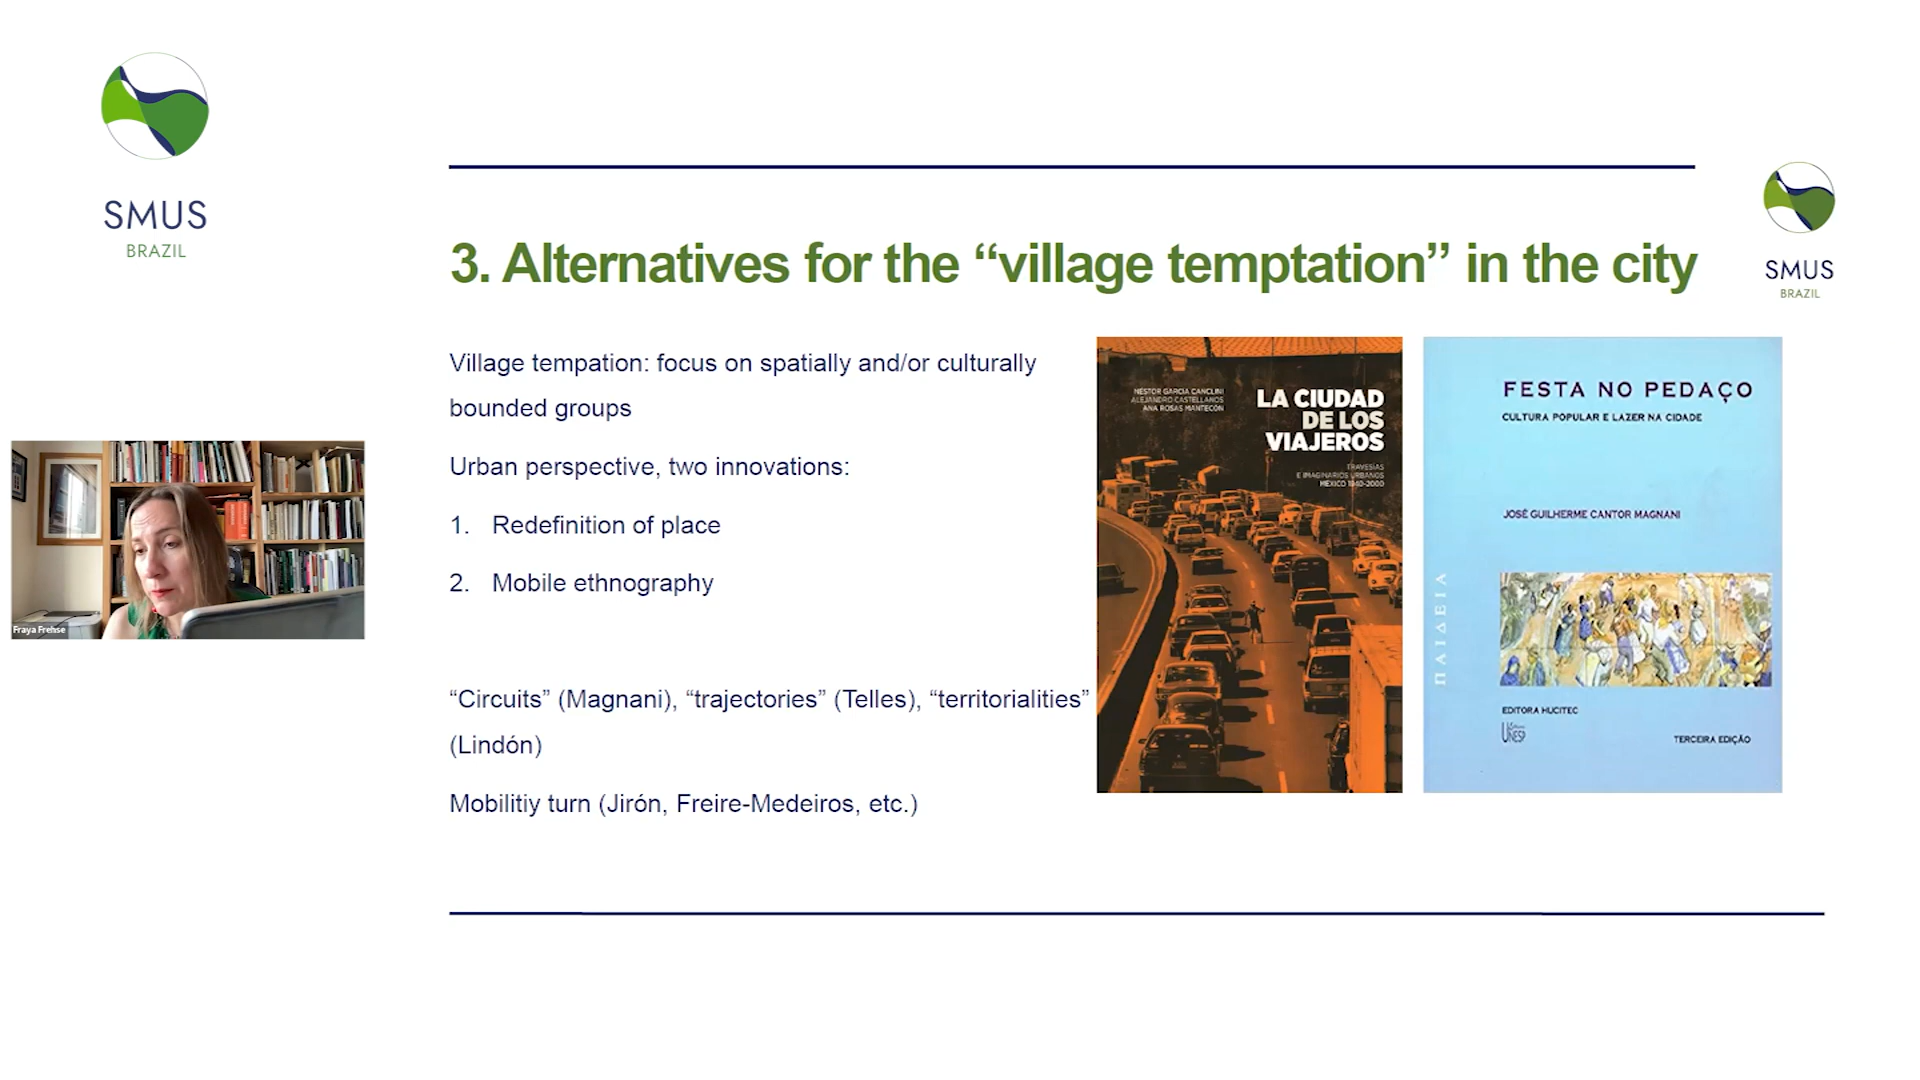 SMUS
BRAZIL
SMUS
BRAZIL
3. Alternatives for the “village temptation” in the city
Village tempation: focus on spatially and/or culturally
bounded groups
Urban perspective, two innovations:
1. Redefinition of place
2. Mobile ethnography
“Circuits” (Magnani), “trajectories” (Telles), “territorialities”
(Lindón)
Mobilitiy turn (Jirón, Freire-Medeiros, etc.)
NÉSTOR GARCÍA CANCLINI
ALEJANDRO CASTELLANOS
ANA ROSAS MANTECÓN
LA CIUDAD
DE LOS
VIAJEROS
TRAVESÍAS
E IMAGINARIOS URBANOS
MÉXICO 1940-2000
FESTA NO PEDAÇO
CULTURA POPULAR E LAZER NA CIDADE
JOSÉ GUILHERME CANTOR MAGNANI
ΠΑΙΔΕΙΑ
EDITORA HUCITEC
Editora
UNESP
TERCEIRA EDIÇÃO
Fraya Frehse